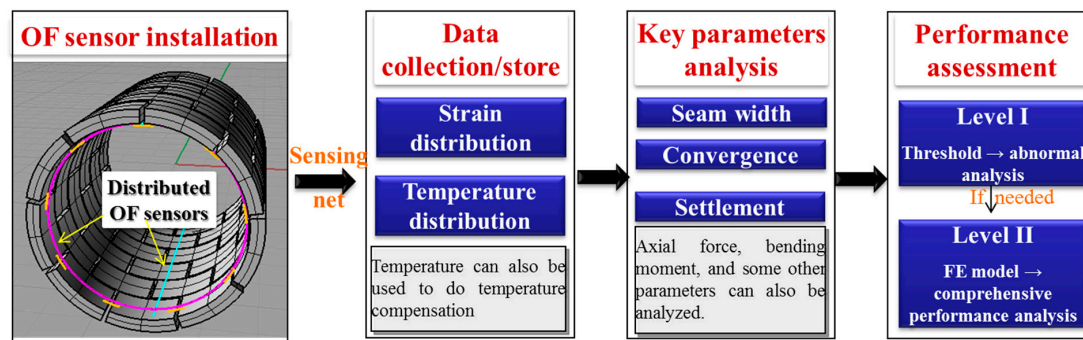 OF sensor installation
Distributed
OF sensors
Sensing
net
Data
collection/store
Strain
distribution
Temperature
distribution
Temperature can also be
used to do temperature
compensation
Key parameters
analysis
Seam width
Convergence
Settlement
Axial force, bending
moment, and some other
parameters can also be
analyzed.
Performance
assessment
Level I
Threshold → abnormal
analysis
If needed
Level II
FE model →
comprehensive
performance analysis